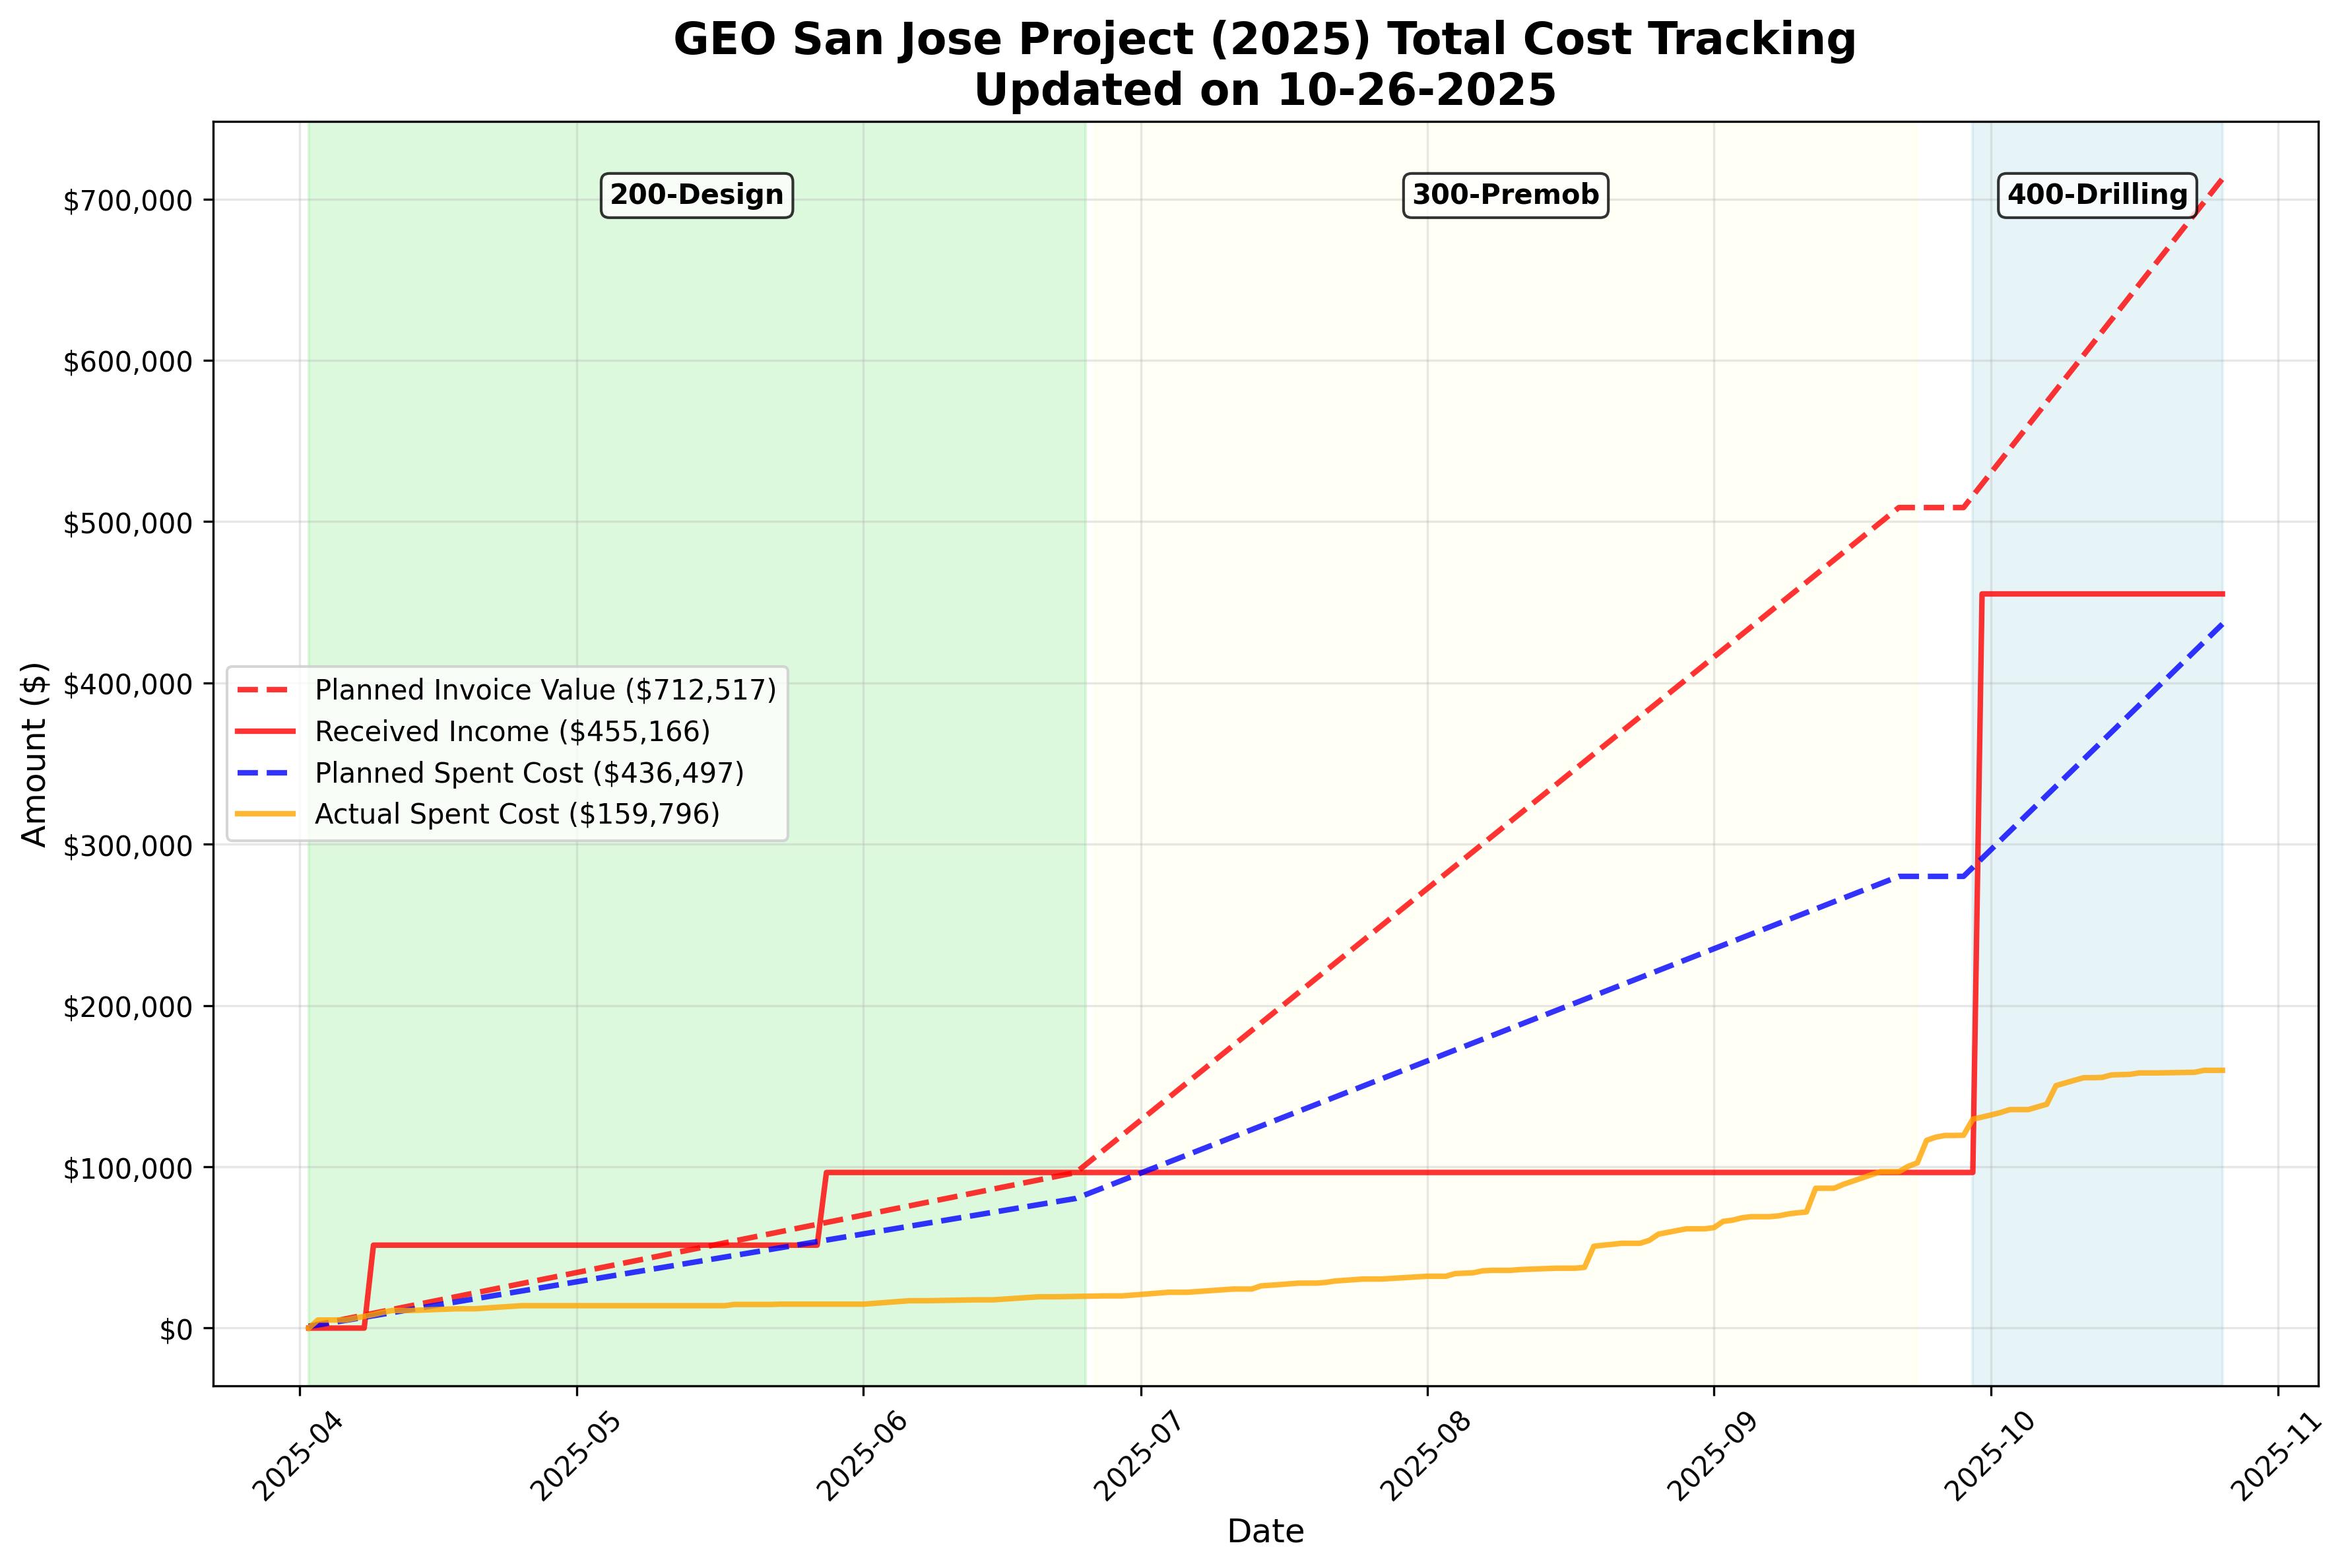 GEO San Jose Project (2025) Total Cost Tracking
Updated on 10-26-2025
200-Design
300-Premob
400-Drilling
$700,000
$600,000
$500,000
$400,000
$300,000
$200,000
$100,000
$0
Amount ($)
Planned Invoice Value ($712,517)
Received Income ($455,166)
Planned Spent Cost ($436,497)
Actual Spent Cost ($159,796)
2025-04
2025-05
2025-06
2025-07
2025-08
2025-09
2025-10
2025-11
Date